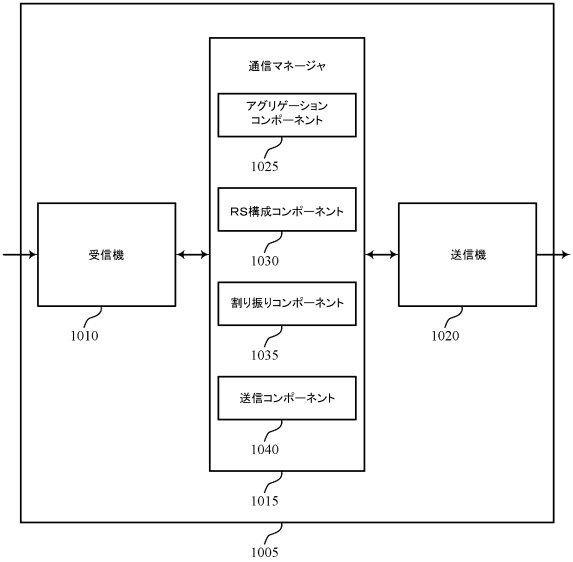 通信マネージャ
アグリゲーション
コンポーネント
1025
RS構成コンポーネント
1030
受信機
1010
送信機
1020
割り振りコンポーネント
1035
送信コンポーネント
1040
1015
1005